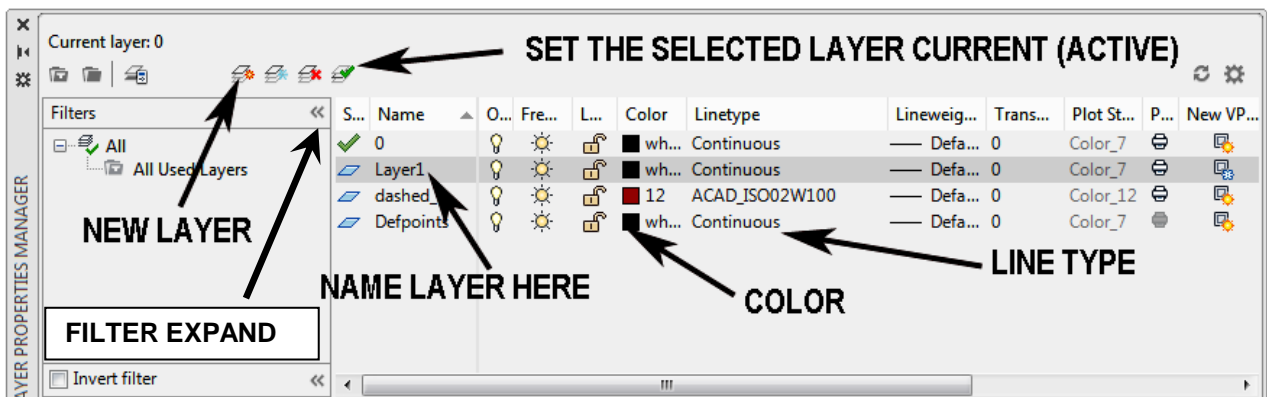 Current layer: 0
SET THE SELECTED LAYER CURRENT (ACTIVE)
Filters
S... Name O... Fre... L... Color Linetype Lineweig... Trans... Plot St... P... New VP...
All
All Used Layers
0 wh... Continuous Defa... 0 Color_7
Layer1 wh... Continuous Defa... 0 Color_7
dashed_ 12 ACAD_ISO02W100 Defa... 0 Color_12
Defpoints wh... Continuous Defa... 0 Color_7
NEW LAYER
NAME LAYER HERE
COLOR
LINE TYPE
FILTER EXPAND
Invert filter
AYER PROPERTIES MANAGER